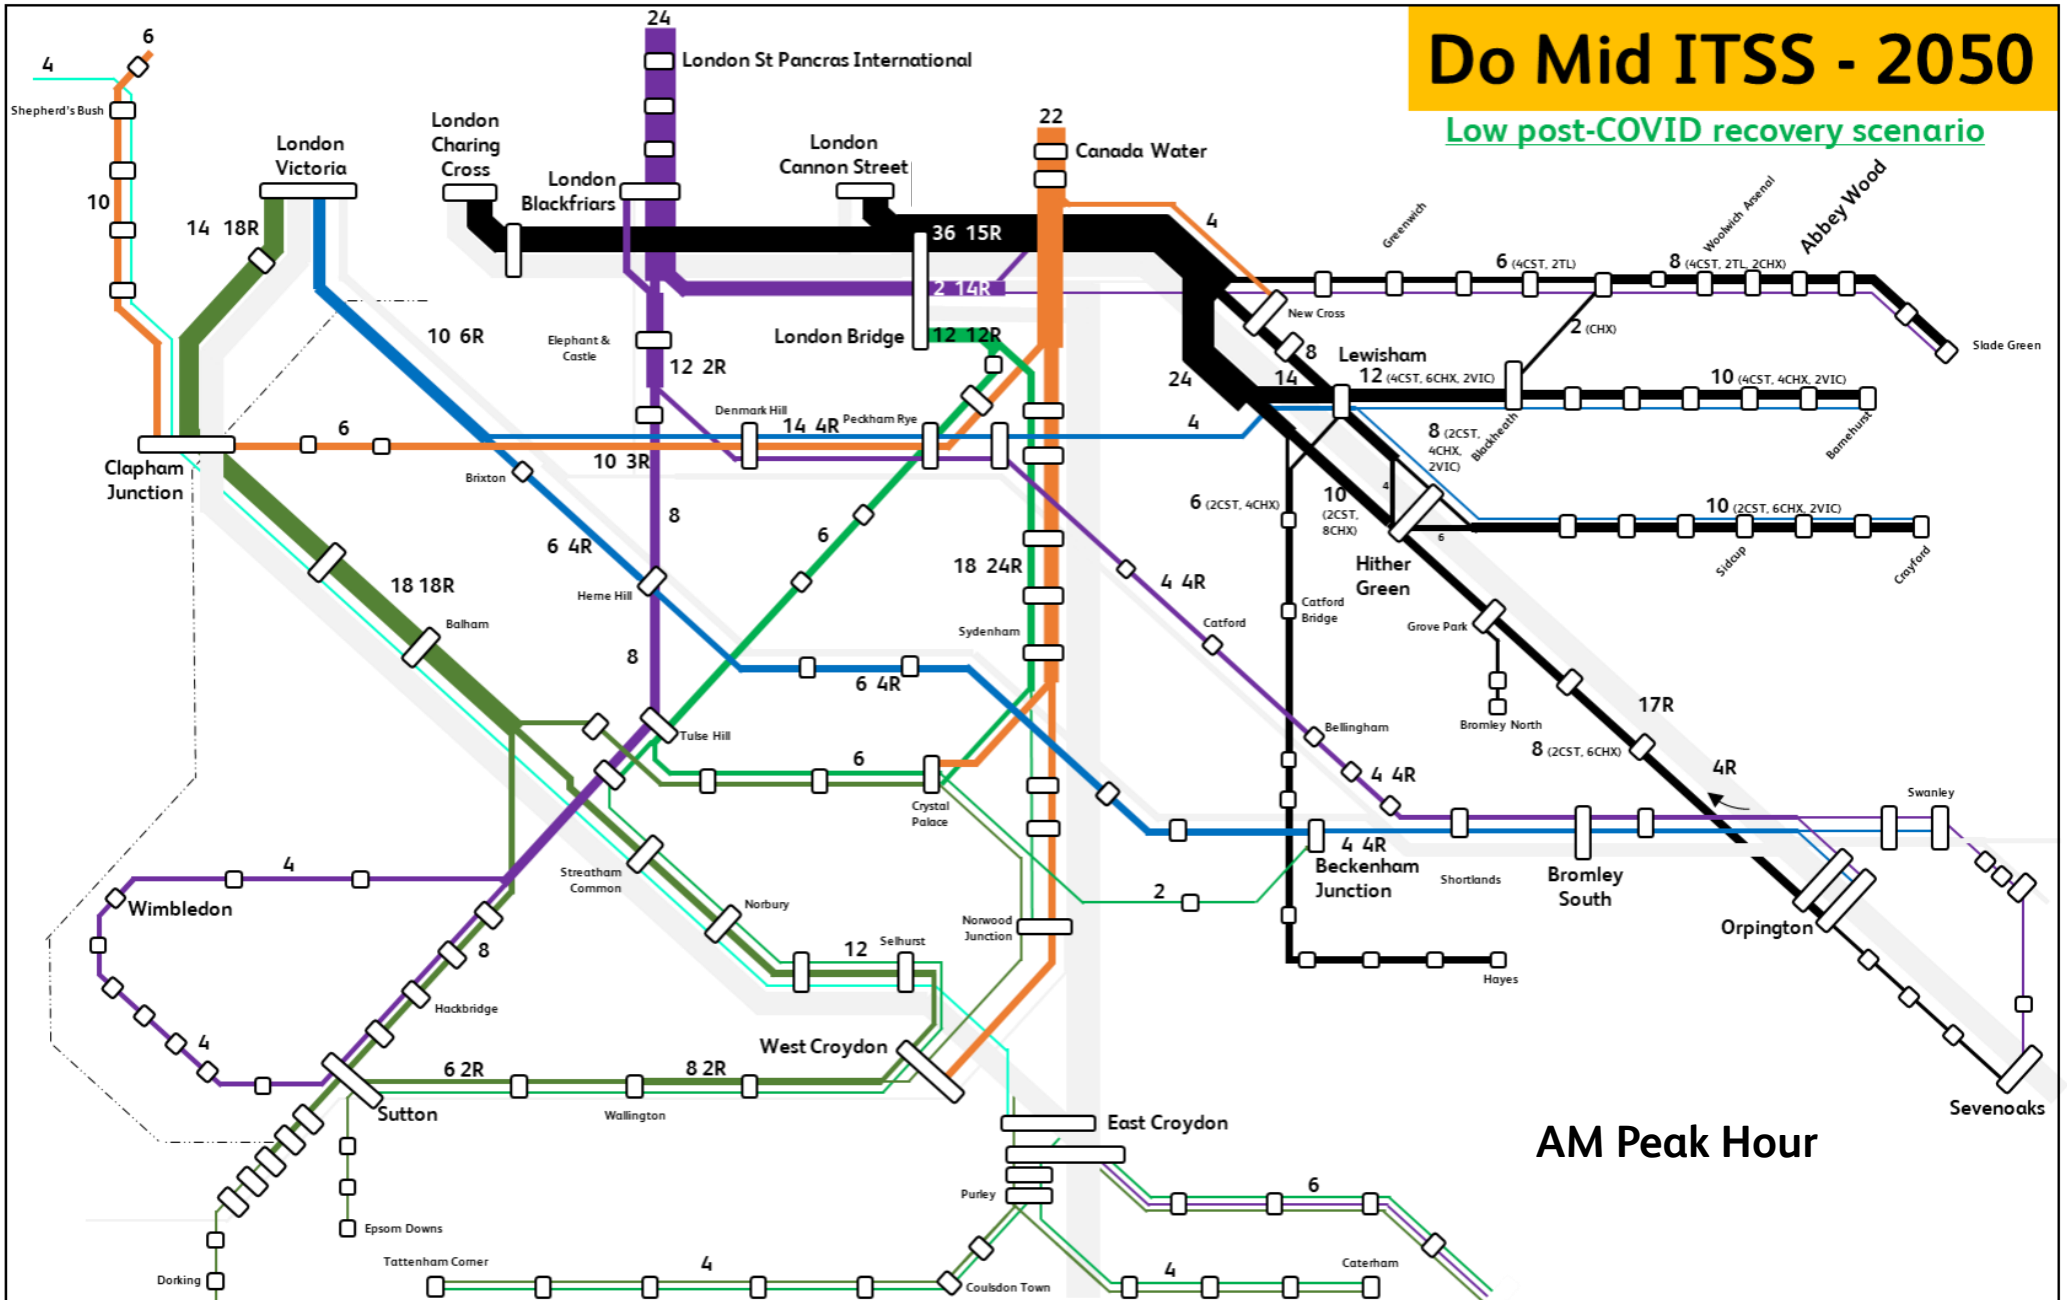 Do Mid ITSS - 2050
Low post-COVID recovery scenario
6
4
Shepherd's Bush
10
London
Victoria
14 18R
London
Charing
Cross
24
London St Pancras International
London
Blackfriars
London
Cannon Street
22
Canada Water
36 15R
2 14R
London Bridge
12 12R
4
Greenwich
6 (4CST, 2TL)
Woolwich Arsenal
8 (4CST, 2TL, 2CHX)
Abbey Wood
New Cross
2 (CHX)
Slade Green
8
Lewisham
24
14
12 (4CST, 6CHX, 2VIC)
10 (4CST, 4CHX, 2VIC)
Blackheath
Barnehurst
10 6R
Elephant &
Castle
12 2R
Denmark Hill
14 4R
Peckham Rye
4
6
Clapham
Junction
Brixton
10 3R
8 (2CST,
4CHX,
2VIC)
4
6 (2CST, 4CHX)
10
(2CST,
8CHX)
6
10 (2CST, 6CHX, 2VIC)
Sidcup
Crayford
Hither
Green
8
6
6 4R
Herne Hill
18 18R
Balham
18 24R
4 4R
Catford
Catford
Bridge
Grove Park
Bromley North
Sydenham
8
6 4R
Tulse Hill
Bellingham
17R
8 (2CST, 6CHX)
4R
4 4R
6
Crystal
Palace
Swanley
4 4R
Beckenham
Junction
Shortlands
Bromley
South
Orpington
4
Wimbledon
Streatham
Common
Norbury
2
Norwood
Junction
12
Selhurst
8
Hackbridge
Hayes
4
West Croydon
6 2R
8 2R
Sutton
Wallington
Sevenoaks
East Croydon
AM Peak Hour
Purley
6
Epsom Downs
Tattenham Corner
4
4
Caterham
Dorking
Coulsdon Town